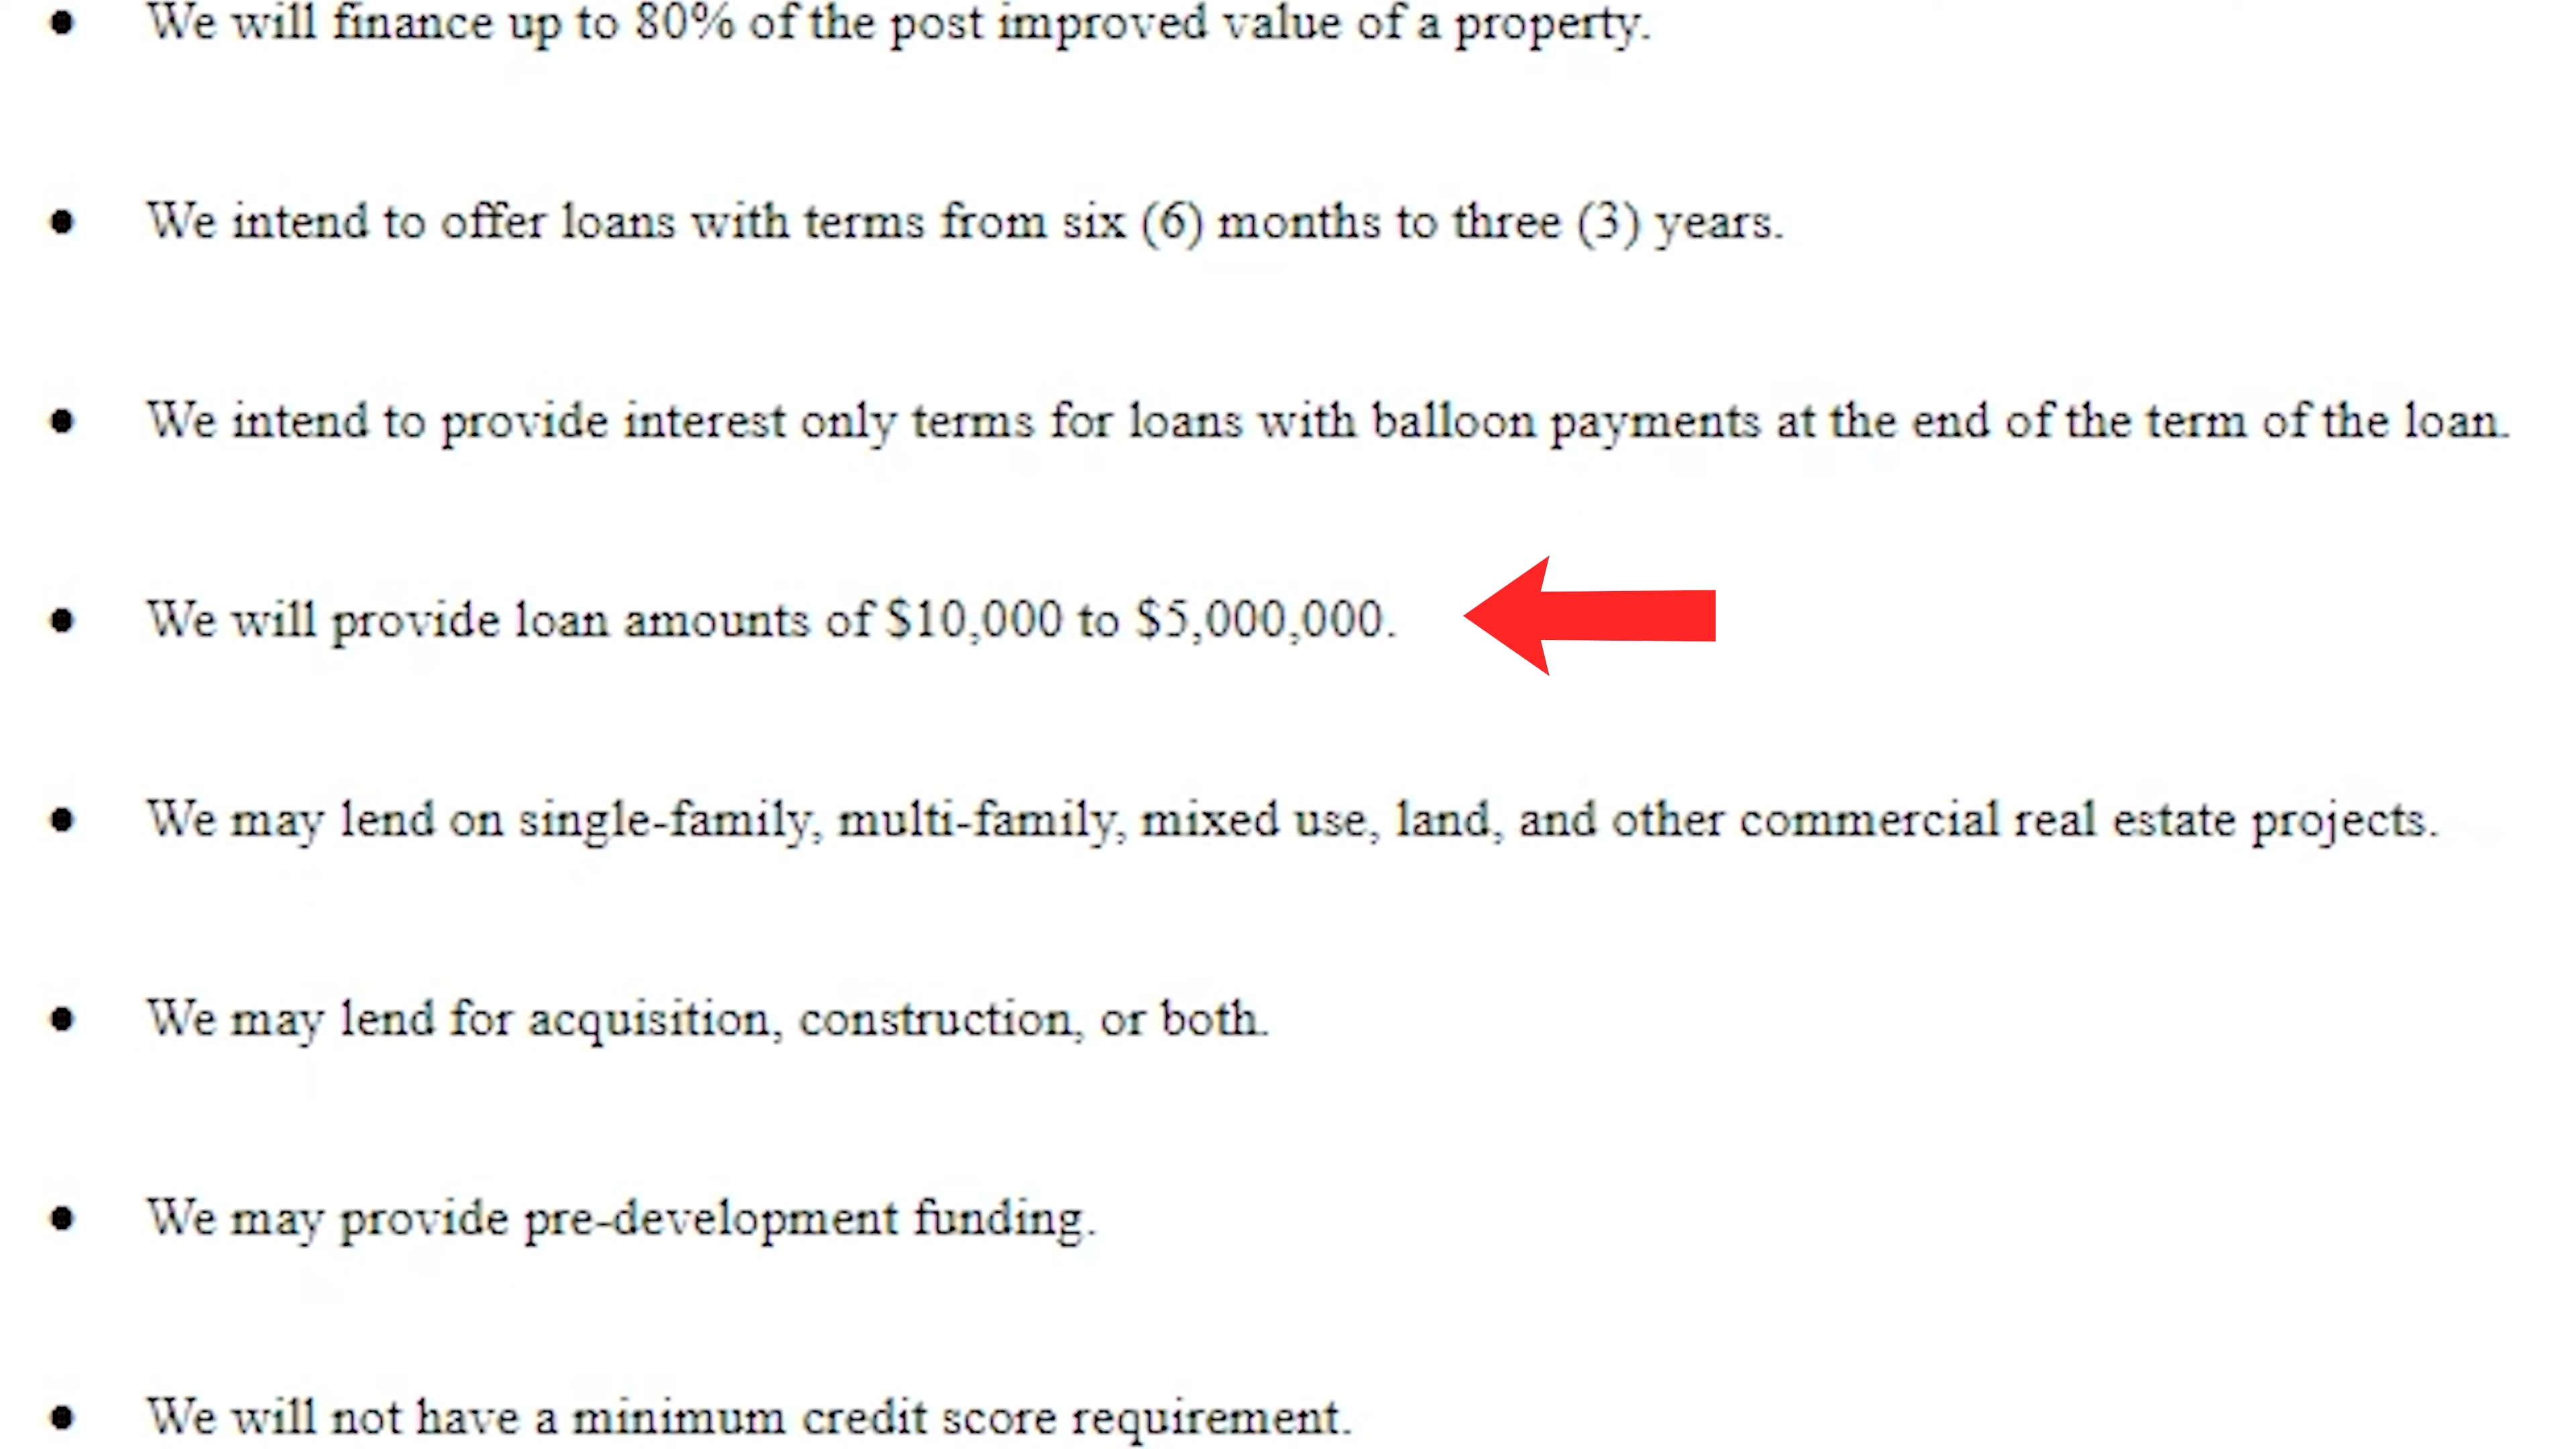 • We will finance up to 80% of the post improved value of a property.
• We intend to offer loans with terms from six (6) months to three (3) years.
• We intend to provide interest only terms for loans with balloon payments at the end of the term of the loan.
• We will provide loan amounts of $10,000 to $5,000,000.
• We may lend on single-family, multi-family, mixed use, land, and other commercial real estate projects.
• We may lend for acquisition, construction, or both.
• We may provide pre-development funding.
• We will not have a minimum credit score requirement.